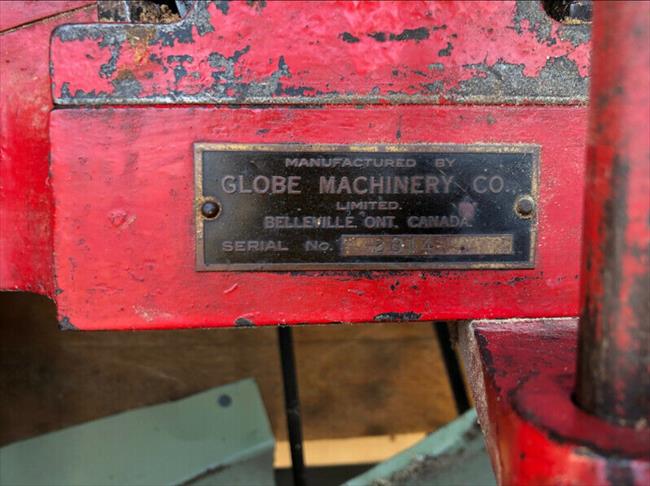 MANUFACTURED BY
GLOBE MACHINERY CO.
LIMITED.
BELLEVILLE, ONT. CANADA.
SERIAL No.